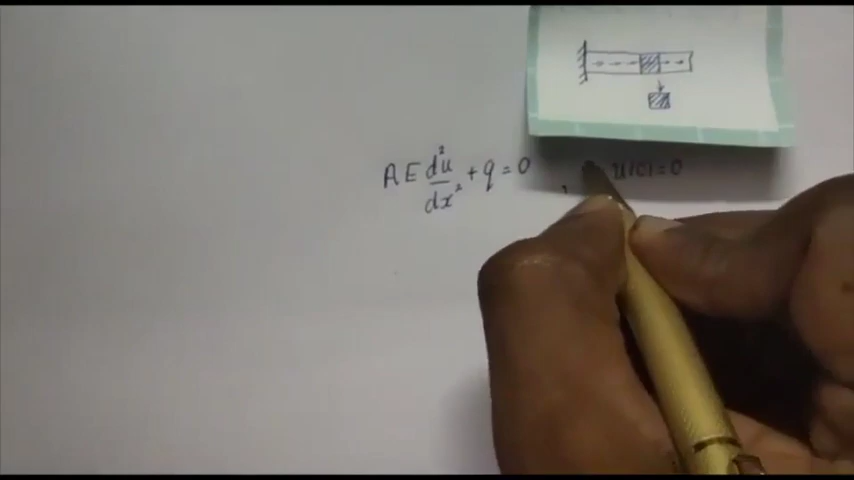 AE d²u/dx² + q = 0 u(0) = 0